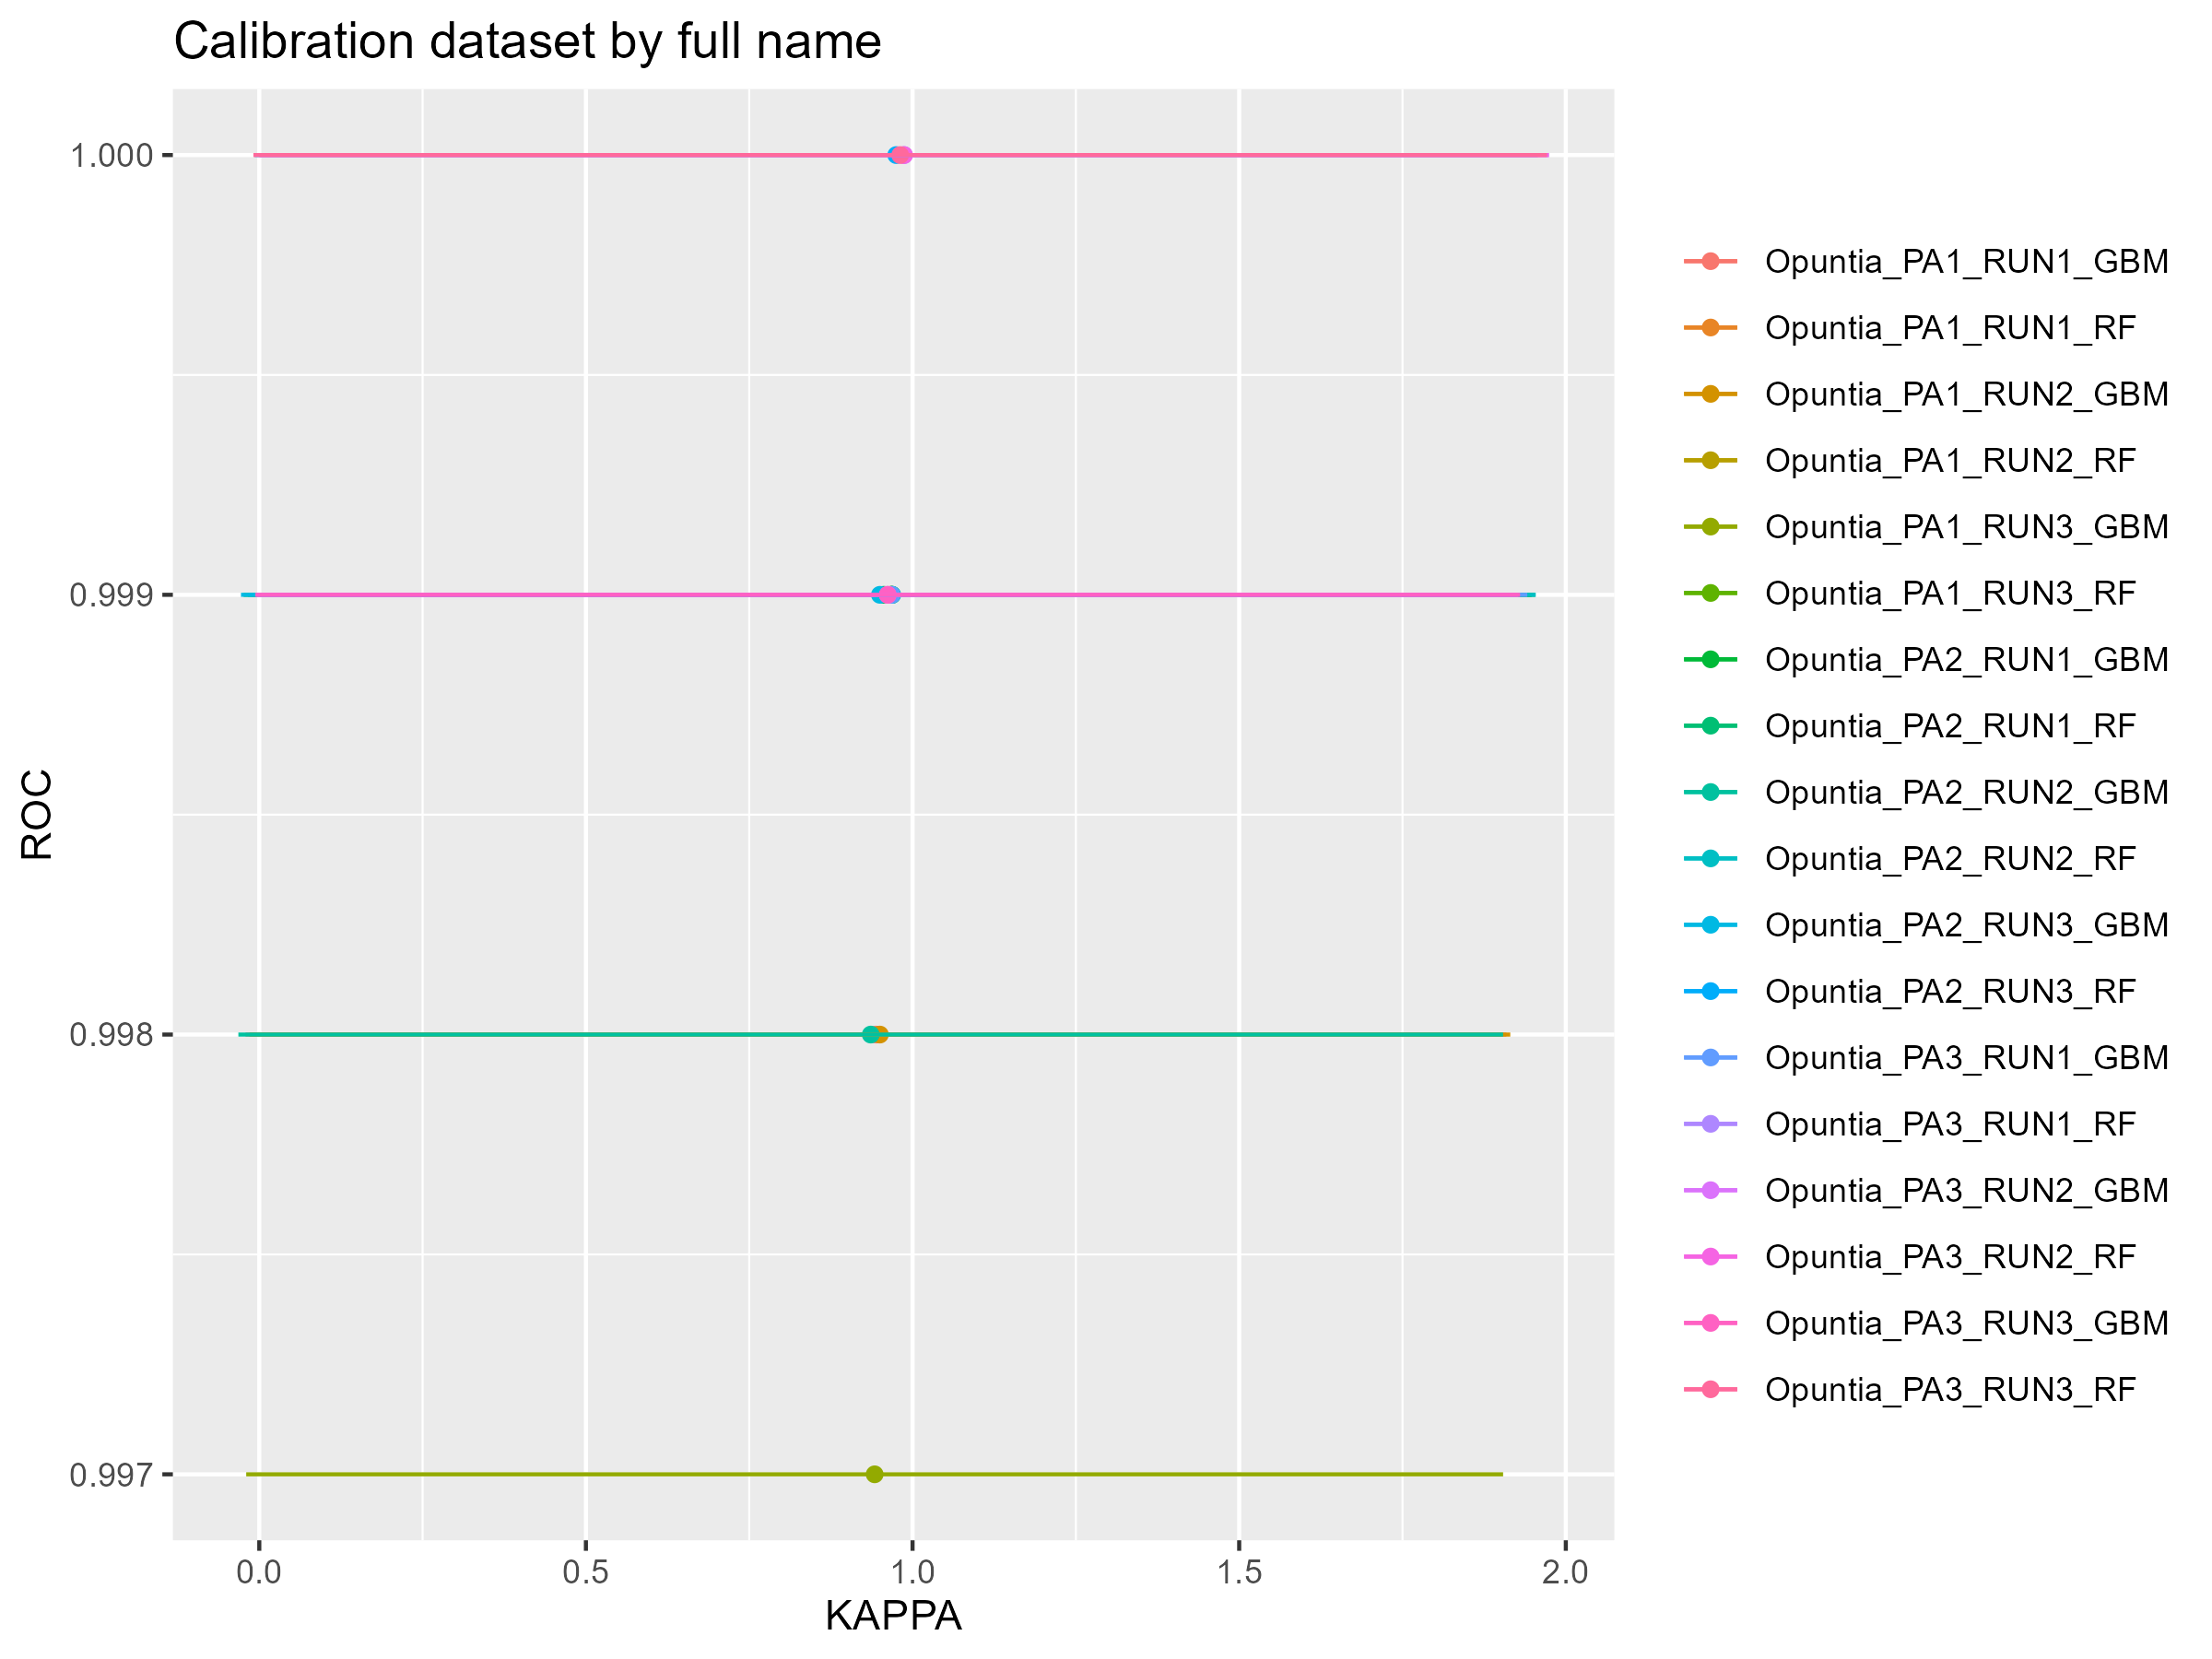 Calibration dataset by full name
1.000
0.999
0.998
0.997
ROC
0.0
0.5
1.0
1.5
2.0
KAPPA
Opuntia_PA1_RUN1_GBM
Opuntia_PA1_RUN1_RF
Opuntia_PA1_RUN2_GBM
Opuntia_PA1_RUN2_RF
Opuntia_PA1_RUN3_GBM
Opuntia_PA1_RUN3_RF
Opuntia_PA2_RUN1_GBM
Opuntia_PA2_RUN1_RF
Opuntia_PA2_RUN2_GBM
Opuntia_PA2_RUN2_RF
Opuntia_PA2_RUN3_GBM
Opuntia_PA2_RUN3_RF
Opuntia_PA3_RUN1_GBM
Opuntia_PA3_RUN1_RF
Opuntia_PA3_RUN2_GBM
Opuntia_PA3_RUN2_RF
Opuntia_PA3_RUN3_GBM
Opuntia_PA3_RUN3_RF